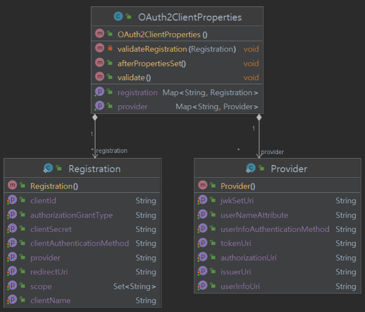 OAuth2ClientProperties
OAuth2ClientProperties ()
validateRegistration (Registration) void
afterPropertiesSet() void
validate () void
registration Map<String, Registration>
provider Map<String, Provider>
1 1
* registration * provider
Registration
Registration()
clientId String
authorizationGrantType String
clientSecret String
clientAuthenticationMethod String
provider String
redirectUri String
scope Set<String>
clientName String
Provider
Provider()
jwkSetUri String
userNameAttribute String
userInfoAuthenticationMethod String
tokenUri String
authorizationUri String
issuerUri String
userInfoUri String